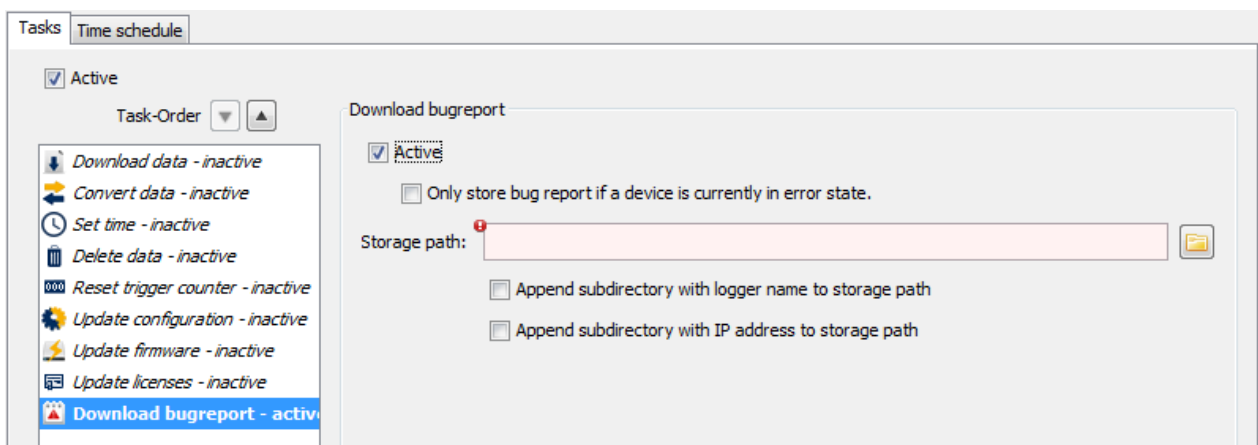 Tasks Time schedule
Active
Task-Order
Download data - inactive
Convert data - inactive
Set time - inactive
Delete data - inactive
000 Reset trigger counter - inactive
Update configuration - inactive
Update firmware - inactive
Update licenses - inactive
Download bugreport - activ
Download bugreport
Active
Only store bug report if a device is currently in error state.
Storage path:
Append subdirectory with logger name to storage path
Append subdirectory with IP address to storage path